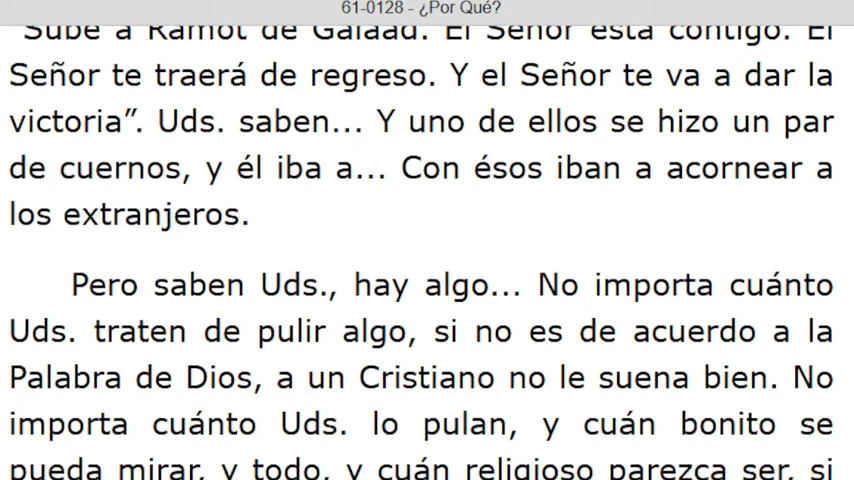 61-0128 - ¿Por Qué?
"Sube a Ramot de Galaad. El Señor está contigo. El
Señor te traerá de regreso. Y el Señor te va a dar la
victoria”. Uds. saben... Y uno de ellos se hizo un par
de cuernos, y él iba a... Con ésos iban a acornear a
los extranjeros.
Pero saben Uds., hay algo... No importa cuánto
Uds. traten de pulir algo, si no es de acuerdo a la
Palabra de Dios, a un Cristiano no le suena bien. No
importa cuánto Uds. lo pulan, y cuán bonito se
pueda mirar, y todo, y cuán religioso parezca ser, si